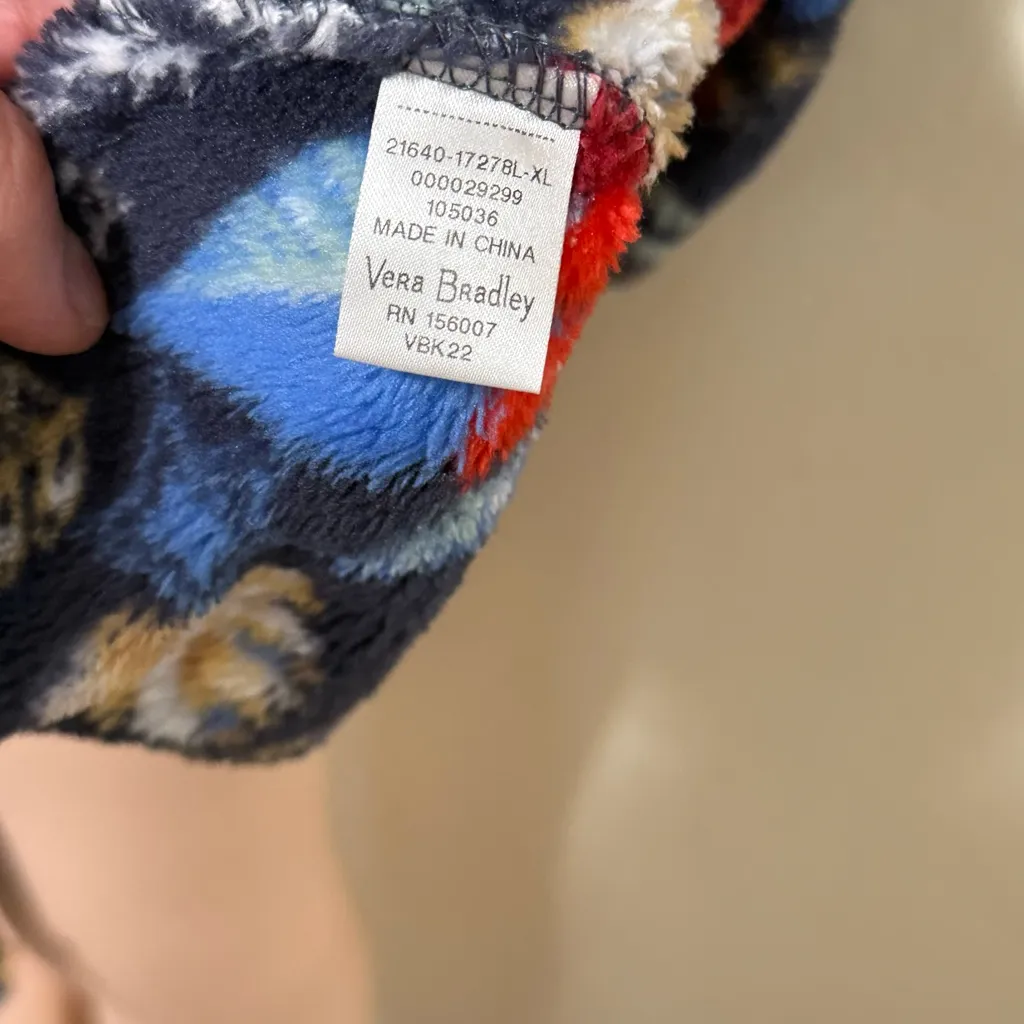 21640-17278L-XL
000029299
105036
MADE IN CHINA
Vera Bradley
RN 156007
VBK22